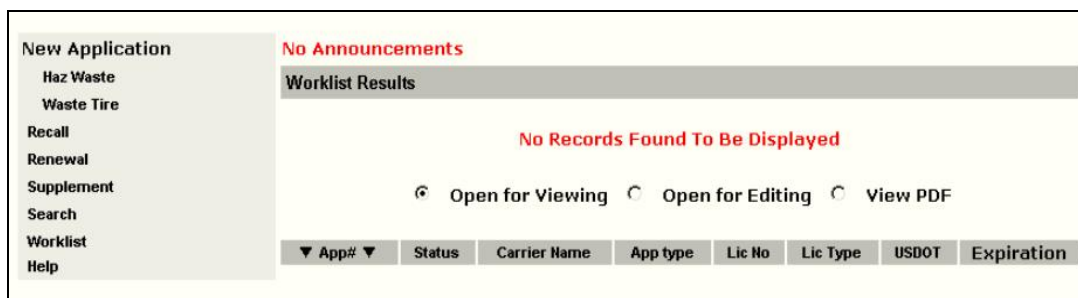 New Application
Haz Waste
Waste Tire
Recall
Renewal
Supplement
Search
Worklist
Help
No Announcements
Worklist Results
No Records Found To Be Displayed
Open for Viewing Open for Editing View PDF
▼ App# ▼ Status Carrier Name App type Lic No Lic Type USDOT Expiration